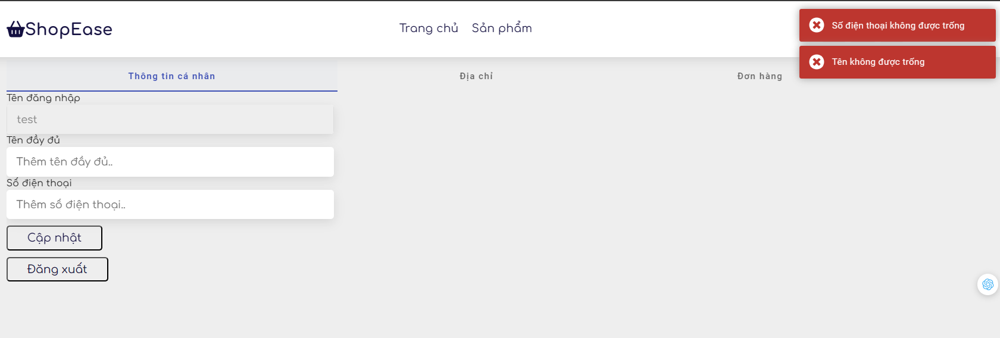 ShopEase
Trang chủ
Sản phẩm
Số điện thoại không được trống
Tên không được trống
Thông tin cá nhân
Địa chỉ
Đơn hàng
Tên đăng nhập
test
Tên đầy đủ
Thêm tên đầy đủ..
Số điện thoại
Thêm số điện thoại..
Cập nhật
Đăng xuất